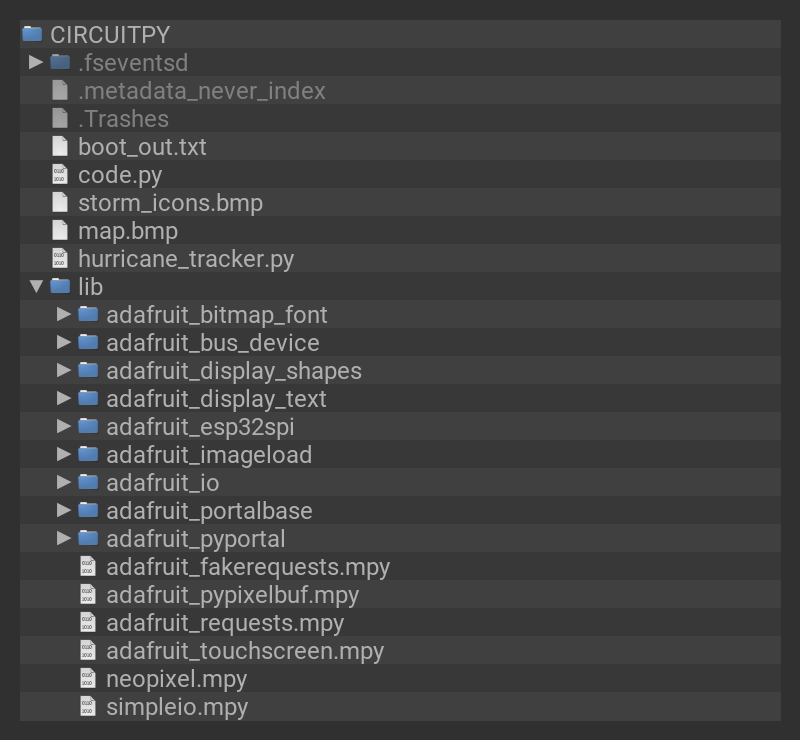 CIRCUITPY
.fseventsd
.metadata_never_index
.Trashes
boot_out.txt
code.py
storm_icons.bmp
map.bmp
hurricane_tracker.py
lib
adafruit_bitmap_font
adafruit_bus_device
adafruit_display_shapes
adafruit_display_text
adafruit_esp32spi
adafruit_imageload
adafruit_io
adafruit_portalbase
adafruit_pyportal
adafruit_fakerequests.mpy
adafruit_pypixelbuf.mpy
adafruit_requests.mpy
adafruit_touchscreen.mpy
neopixel.mpy
simpleio.mpy